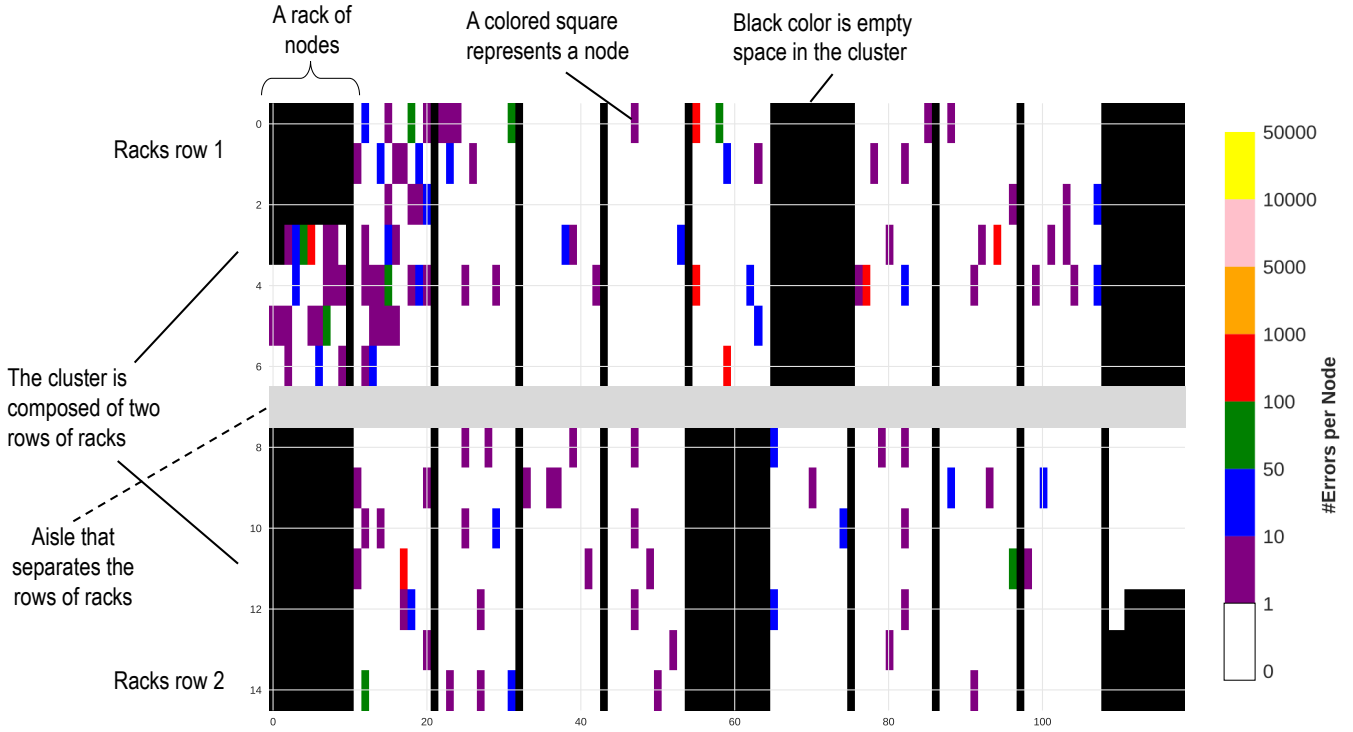 A rack of
nodes
A colored square
represents a node
Black color is empty
space in the cluster
Racks row 1
The cluster is
composed of two
rows of racks
Aisle that
separates the
rows of racks
Racks row 2
0
2
4
6
8
10
12
14
0
20
40
60
80
100
50000
10000
5000
1000
100
50
10
1
0
#Errors per Node